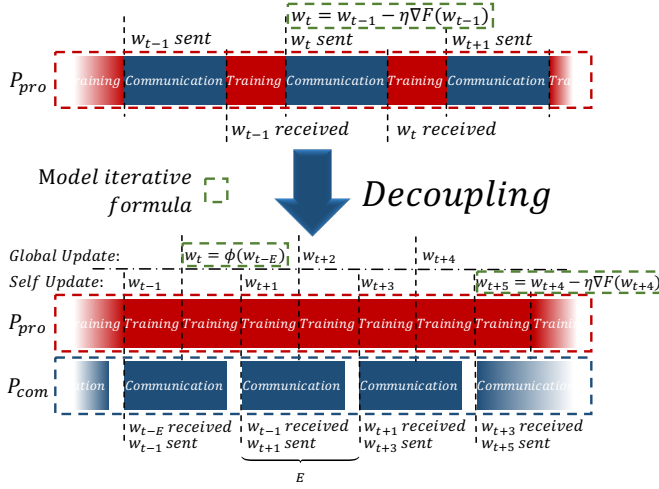 w_t = w_{t−1} − η∇F(w_{t−1})
w_{t−1} sent w_t sent w_{t+1} sent
P_pro raining Communication Training Communication Training Communication Tra
w_{t−1} received w_t received
Model iterative
formula
Decoupling
Global Update: w_t = ϕ(w_{t−E}) w_{t+2} w_{t+4}
Self Update: w_{t−1} w_{t+1} w_{t+3} w_{t+5} = w_{t+4} − η∇F(w_{t+4})
P_pro Training Training Training Training Training Training Training Training Training
P_com ation Communication Communication Communication Communication
w_{t−E} received w_{t−1} received w_{t+1} received w_{t+3} received
w_{t−1} sent w_{t+1} sent w_{t+3} sent w_{t+5} sent
E